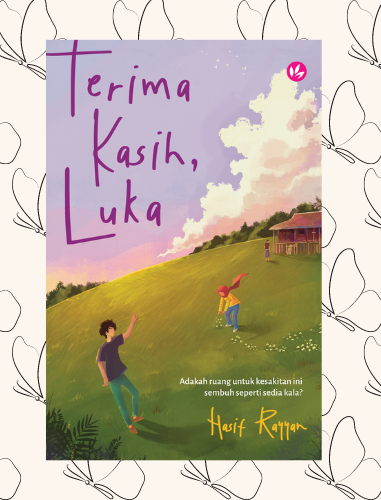 Terima
Kasih,
Luka
Adakah ruang untuk kesakitan ini
sembuh seperti sedia kala?
Hasif Rayyan